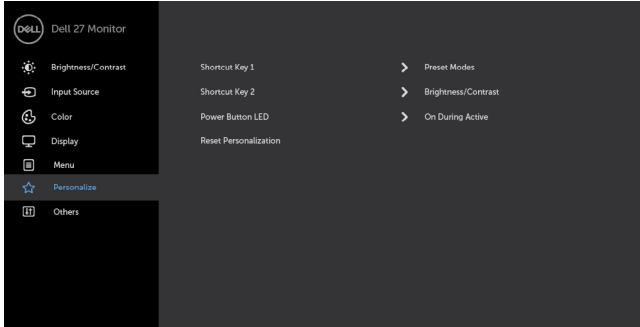 DELL Dell 27 Monitor
Brightness/Contrast Shortcut Key 1 Preset Modes
Input Source Shortcut Key 2 Brightness/Contrast
Color Power Button LED On During Active
Display Reset Personalization
Menu
Personalize
Others